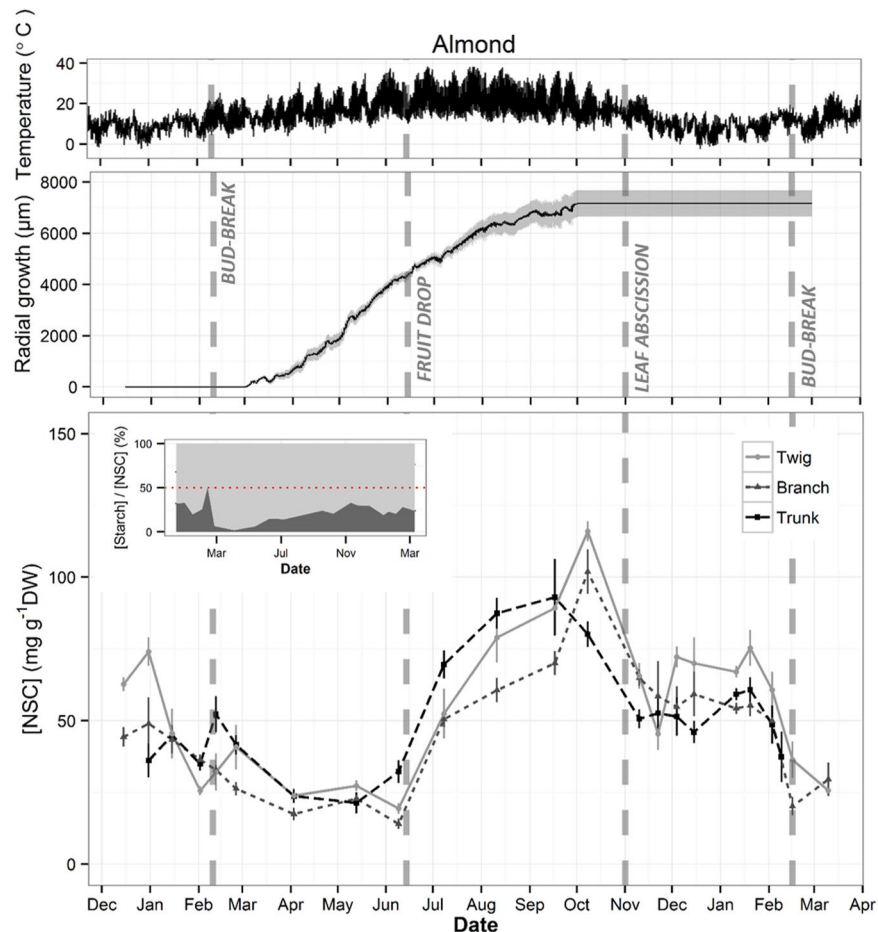 Almond
Temperature (° C )
40
20
0
Radial growth (µm)
8000
6000
4000
2000
0
BUD-BREAK
FRUIT DROP
LEAF ABSCISSION
BUD-BREAK
[NSC] (mg g⁻¹DW)
150
100
50
0
[Starch] / [NSC] (%)
100
50
0
Mar Jul Nov Mar
Date
Twig
Branch
Trunk
Dec Jan Feb Mar Apr May Jun Jul Aug Sep Oct Nov Dec Jan Feb Mar Apr
Date